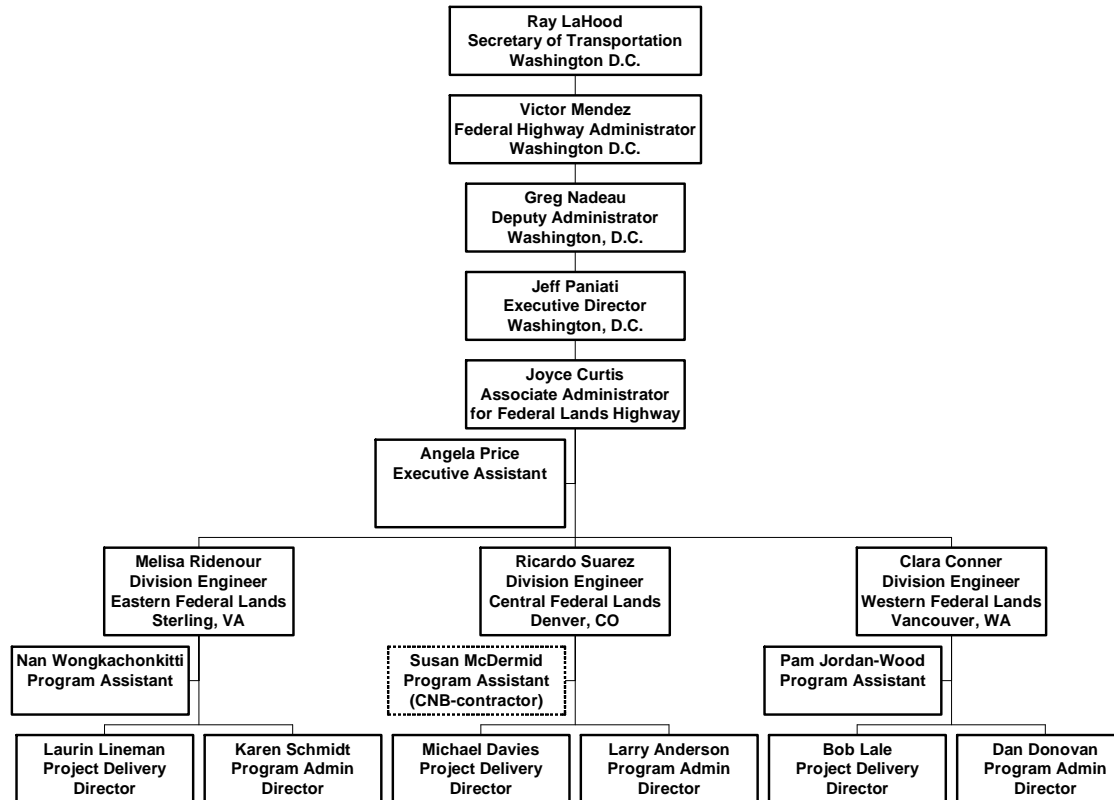 Ray LaHood
Secretary of Transportation
Washington D.C.
Victor Mendez
Federal Highway Administrator
Washington D.C.
Greg Nadeau
Deputy Administrator
Washington, D.C.
Jeff Paniati
Executive Director
Washington, D.C.
Joyce Curtis
Associate Administrator
for Federal Lands Highway
Angela Price
Executive Assistant
Melisa Ridenour
Division Engineer
Eastern Federal Lands
Sterling, VA
Ricardo Suarez
Division Engineer
Central Federal Lands
Denver, CO
Clara Conner
Division Engineer
Western Federal Lands
Vancouver, WA
Nan Wongkachonkitti
Program Assistant
Susan McDermid
Program Assistant
(CNB-contractor)
Pam Jordan-Wood
Program Assistant
Laurin Lineman
Project Delivery
Director
Karen Schmidt
Program Admin
Director
Michael Davies
Project Delivery
Director
Larry Anderson
Program Admin
Director
Bob Lale
Project Delivery
Director
Dan Donovan
Program Admin
Director